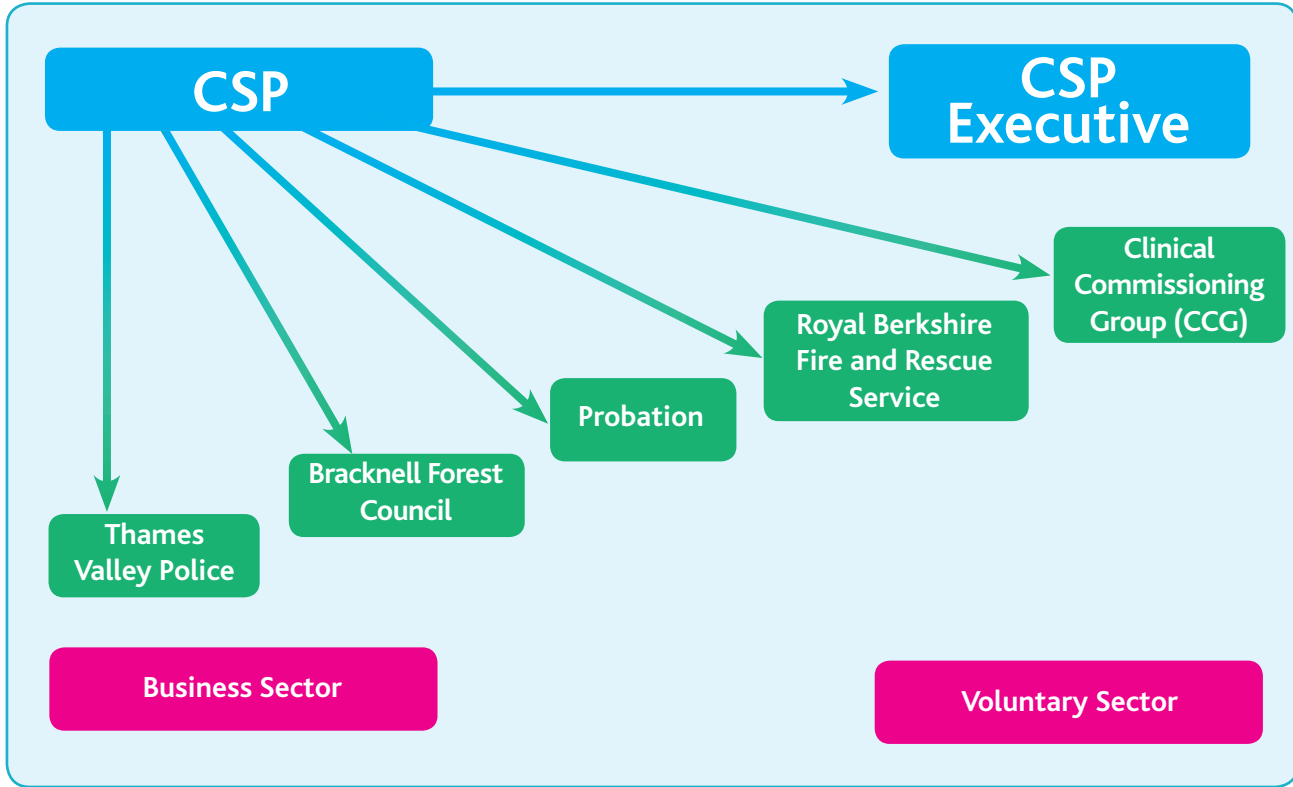 CSP
CSP
Executive
Clinical
Commissioning
Group (CCG)
Royal Berkshire
Fire and Rescue
Service
Probation
Bracknell Forest
Council
Thames
Valley Police
Business Sector
Voluntary Sector